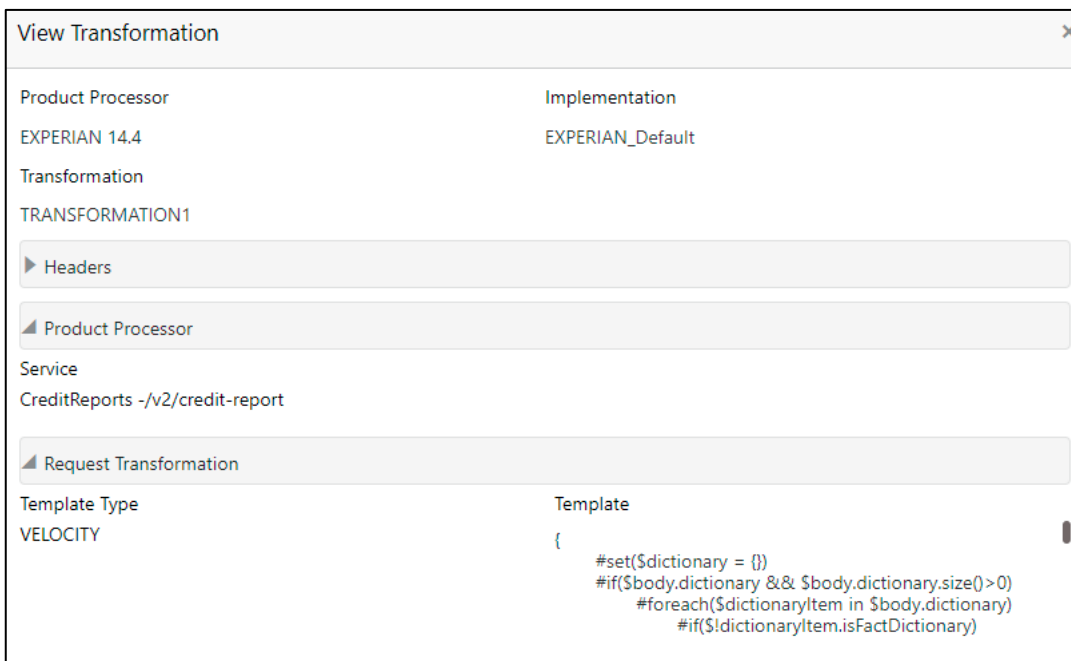 View Transformation
Product Processor
Implementation
EXPERIAN 14.4
EXPERIAN_Default
Transformation
TRANSFORMATION1
Headers
Product Processor
Service
CreditReports -/v2/credit-report
Request Transformation
Template Type
Template
VELOCITY
{
#set($dictionary = {})
#if($body.dictionary && $body.dictionary.size()>0)
#foreach($dictionaryItem in $body.dictionary)
#if($!dictionaryItem.isFactDictionary)